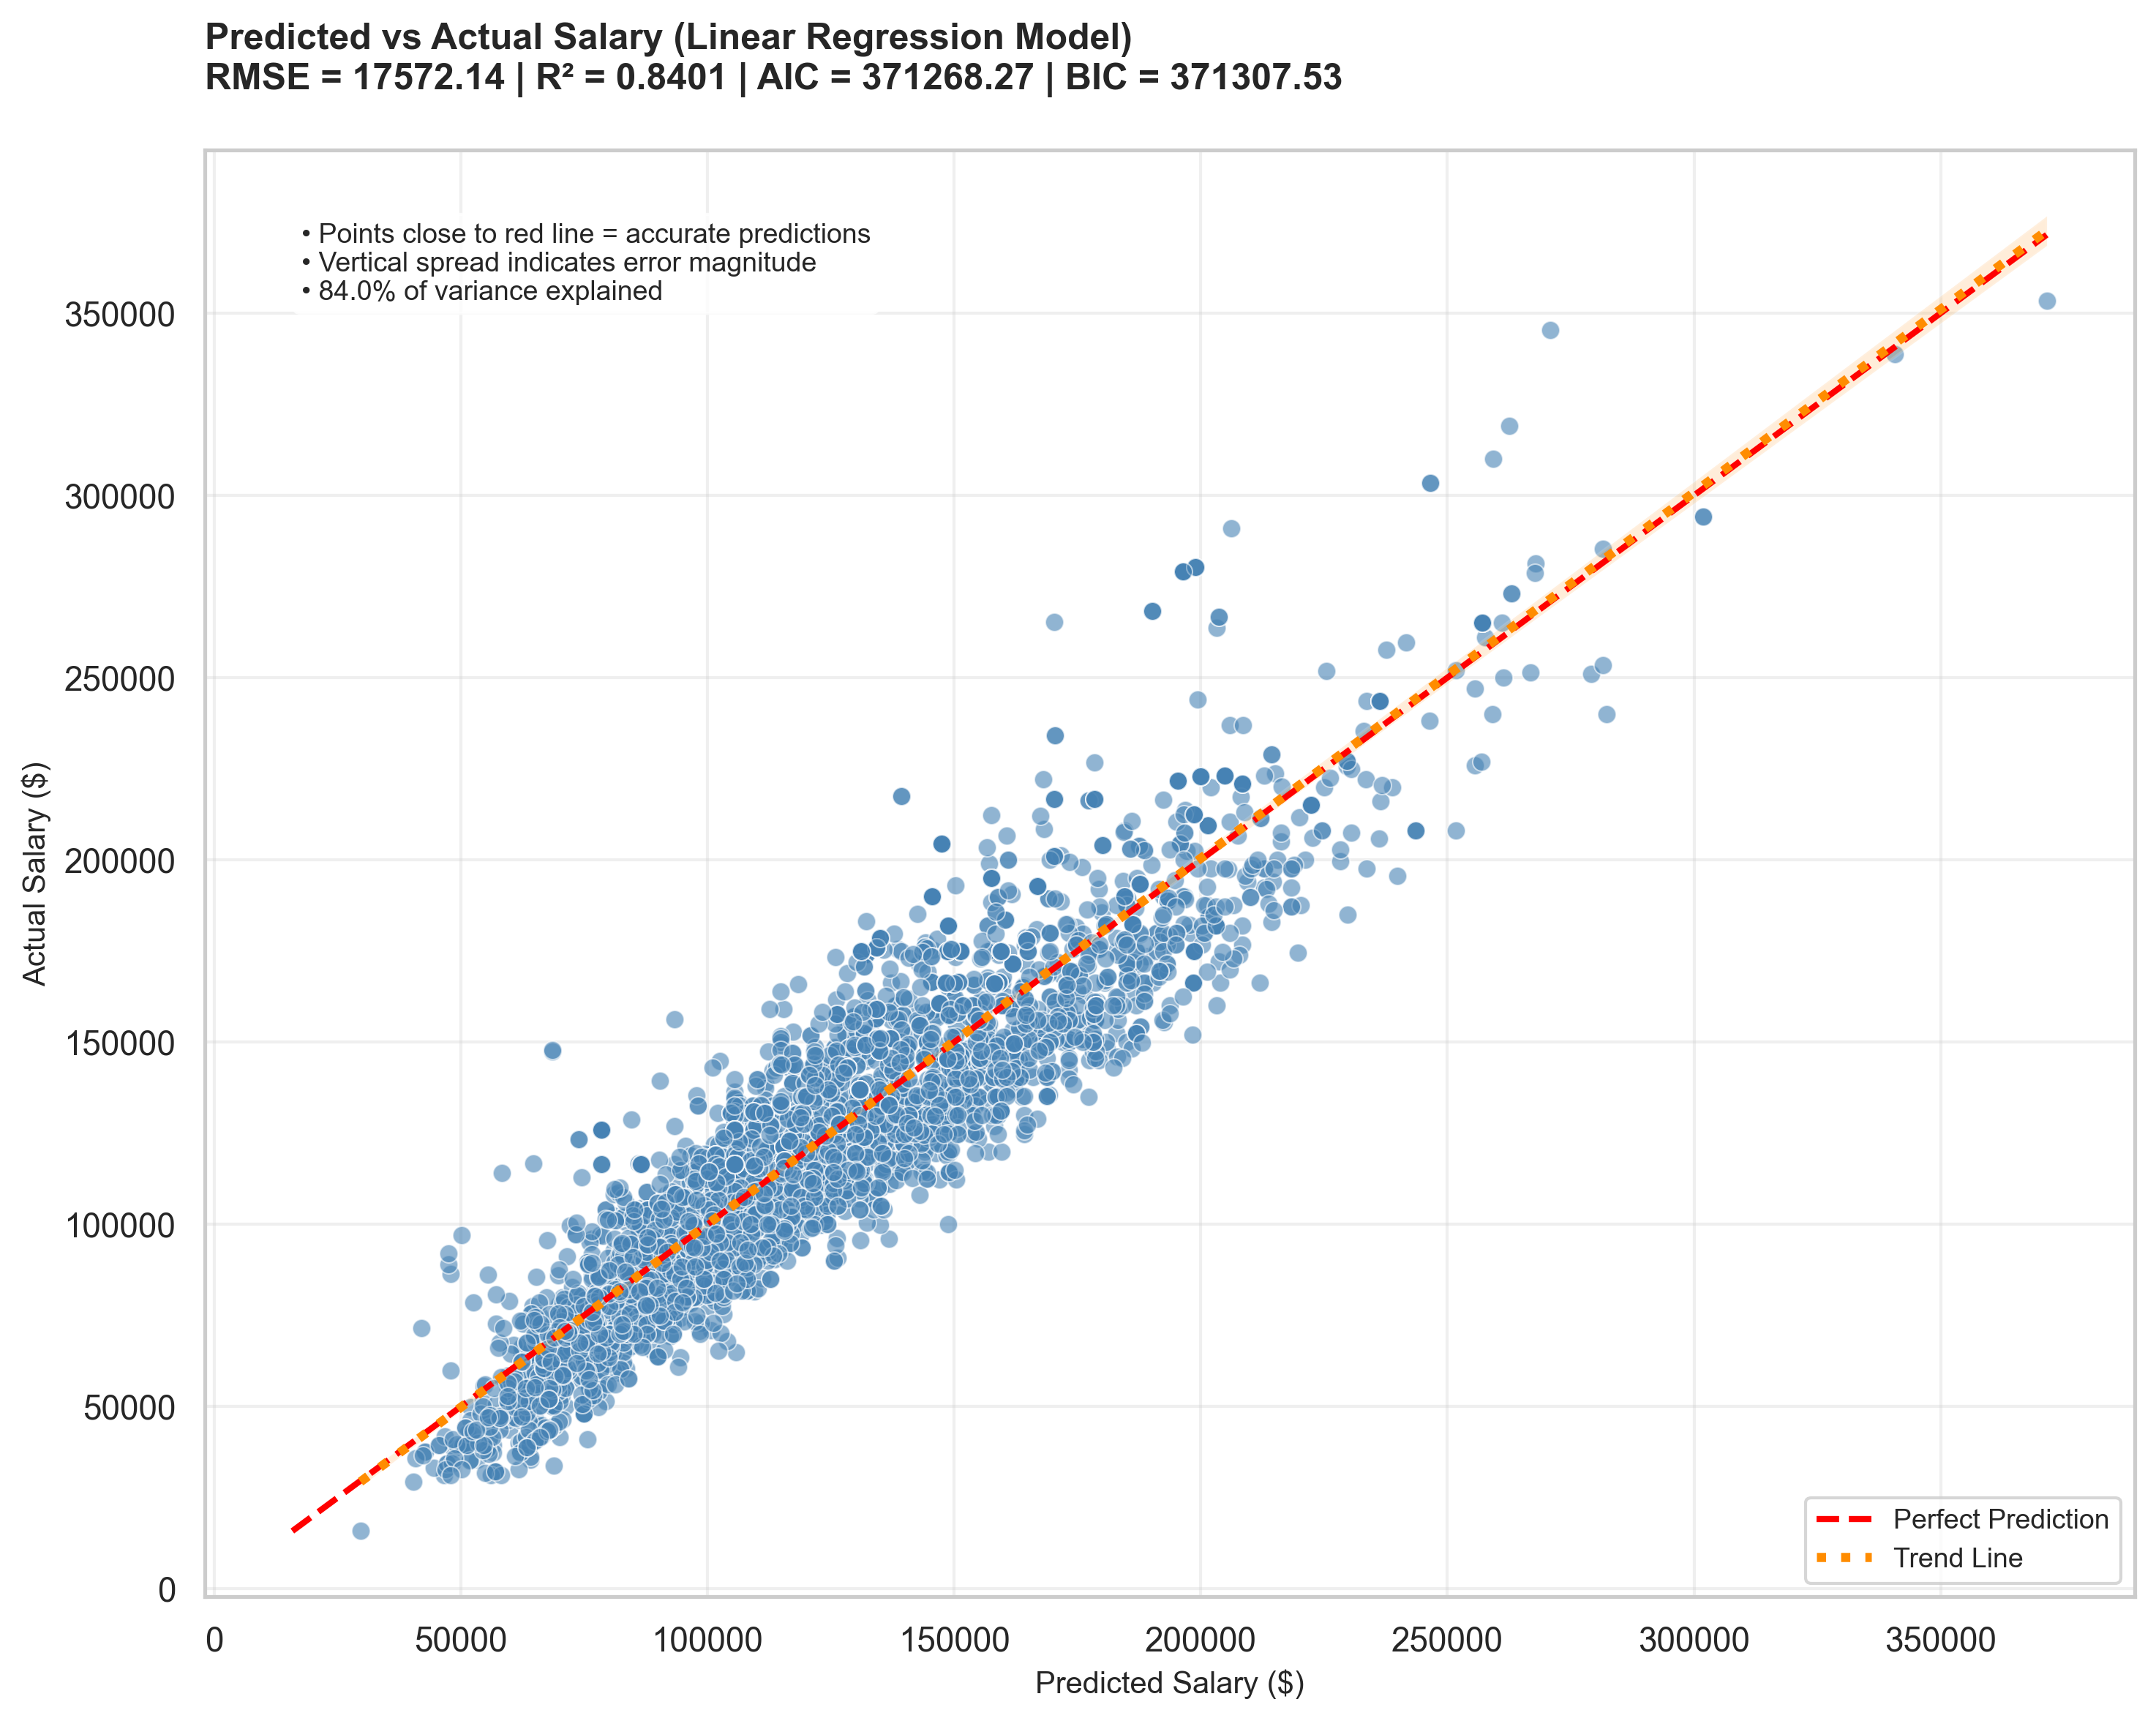 Predicted vs Actual Salary (Linear Regression Model)
RMSE = 17572.14 | R² = 0.8401 | AIC = 371268.27 | BIC = 371307.53
• Points close to red line = accurate predictions
• Vertical spread indicates error magnitude
• 84.0% of variance explained
Actual Salary ($)
350000
300000
250000
200000
150000
100000
50000
0
Perfect Prediction
Trend Line
0 50000 100000 150000 200000 250000 300000 350000
Predicted Salary ($)